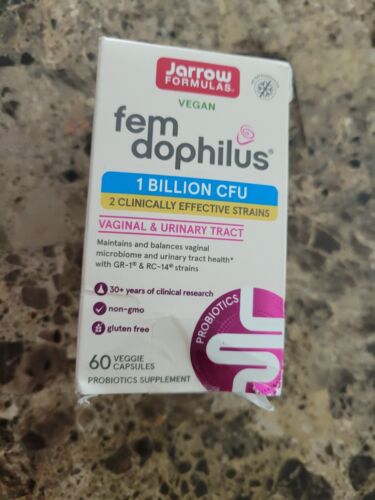 Jarrow
FORMULAS®
VEGAN
fem
dophilus®
1 BILLION CFU
2 CLINICALLY EFFECTIVE STRAINS
VAGINAL & URINARY TRACT
Maintains and balances vaginal
microbiome and urinary tract health*
with GR-1® & RC-14® strains
30+ years of clinical research
non-gmo
gluten free
PROBIOTICS
60 VEGGIE
CAPSULES
PROBIOTICS SUPPLEMENT